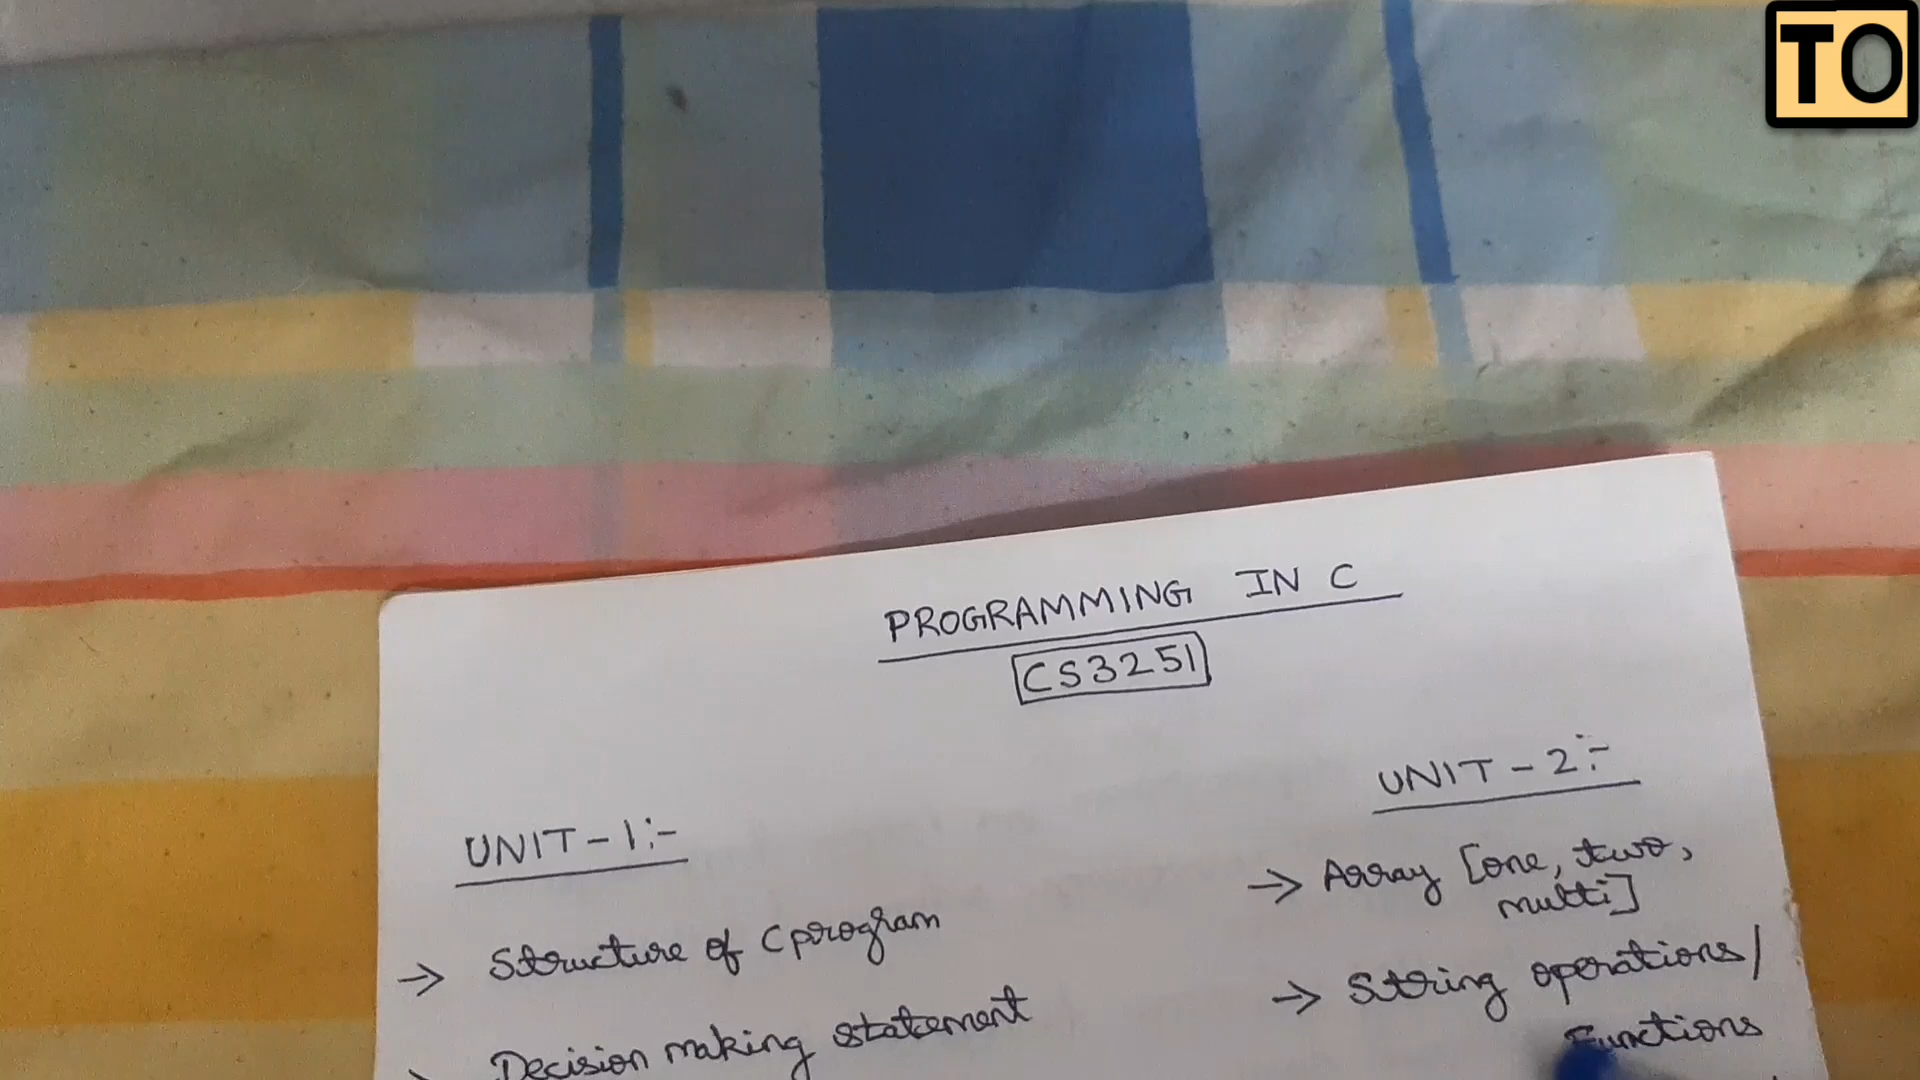 TO
PROGRAMMING IN C
CS3251
UNIT-1:-
→ Structure of C program
→ Decision making statement
UNIT-2:-
→ Array [one, two,
multi]
→ String operations/
Functions